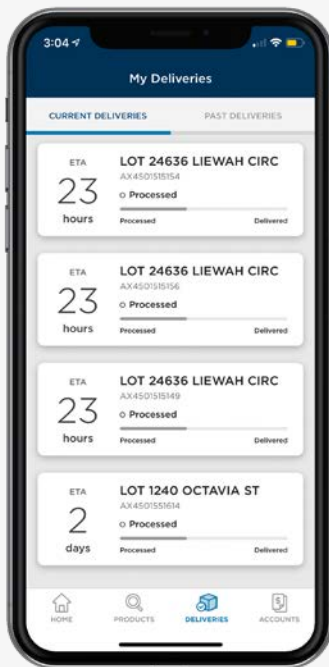 3:04
My Deliveries
CURRENT DELIVERIES PAST DELIVERIES
ETA
23
hours
LOT 24636 LIEWAH CIRC
AX4501515154
Processed
Processed Delivered
ETA
23
hours
LOT 24636 LIEWAH CIRC
AX4501515156
Processed
Processed Delivered
ETA
23
hours
LOT 24636 LIEWAH CIRC
AX4501515149
Processed
Processed Delivered
ETA
2
days
LOT 1240 OCTAVIA ST
AX4501551614
Processed
Processed Delivered
HOME PRODUCTS DELIVERIES ACCOUNTS